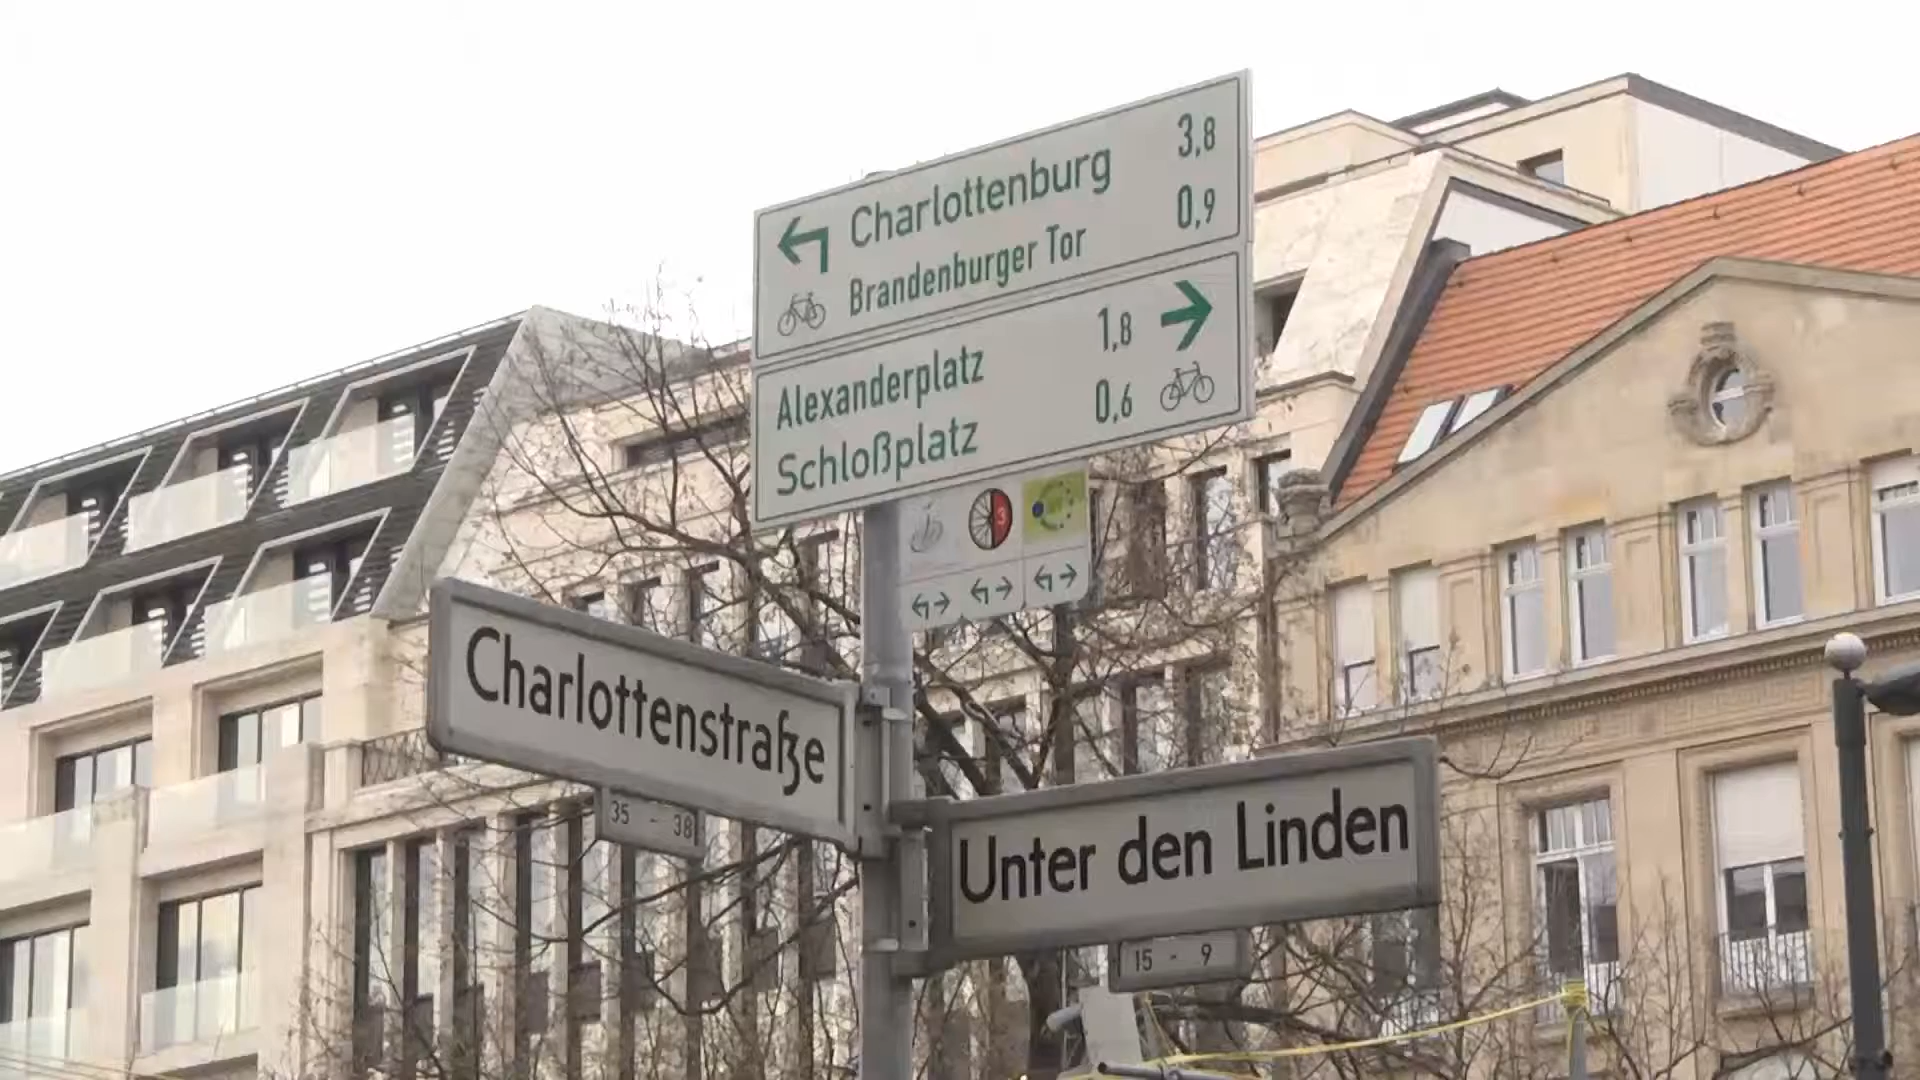 Charlottenburg 3,8
Brandenburger Tor 0,9
Alexanderplatz 1,8
Schloßplatz 0,6
3
Charlottenstraße
35 - 38
Unter den Linden
15 - 9